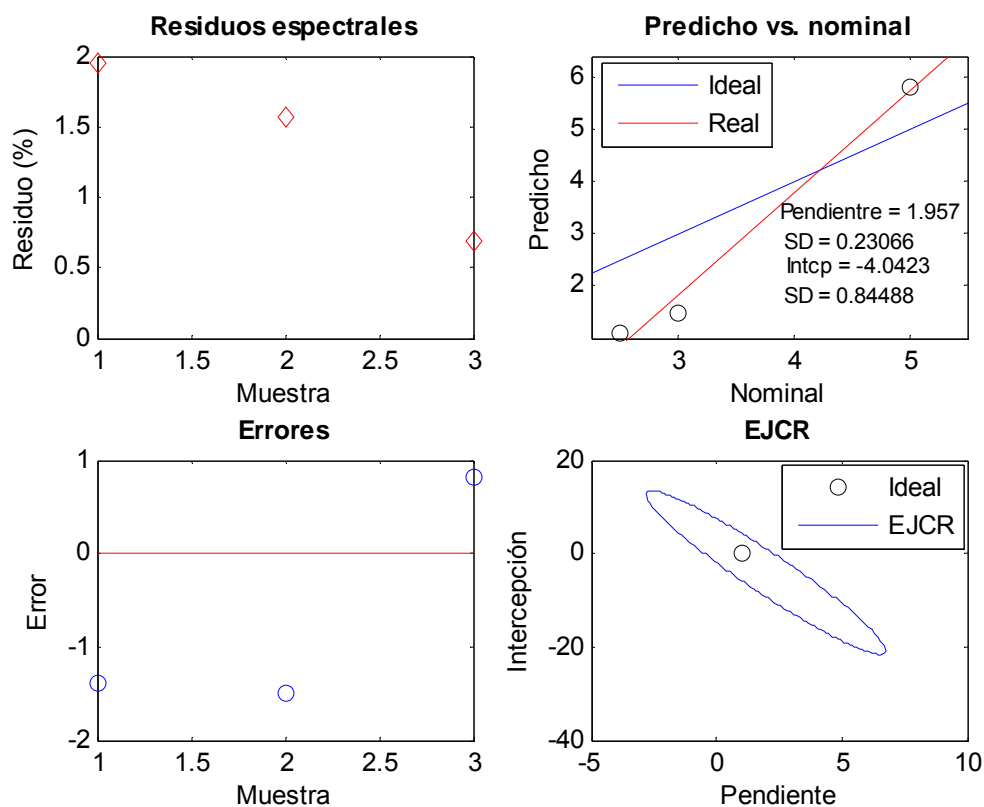 Residuos espectrales
2
1.5
1
0.5
0
Residuo (%)
1 1.5 2 2.5 3
Muestra
Predicho vs. nominal
6
5
4
3
2
Predicho
Ideal
Real
Pendientre = 1.957
SD = 0.23066
Intcp = -4.0423
SD = 0.84488
3 4 5
Nominal
Errores
1
0
-1
-2
Error
1 1.5 2 2.5 3
Muestra
EJCR
20
0
-20
-40
Intercepción
Ideal
EJCR
-5 0 5 10
Pendiente